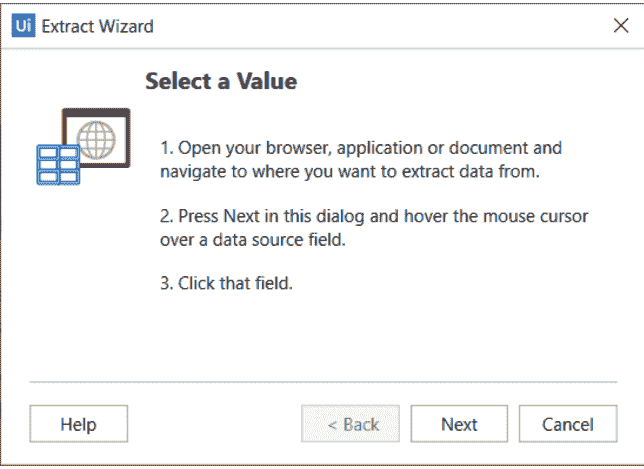 Ui Extract Wizard
Select a Value
1. Open your browser, application or document and
navigate to where you want to extract data from.
2. Press Next in this dialog and hover the mouse cursor
over a data source field.
3. Click that field.
Help < Back Next Cancel